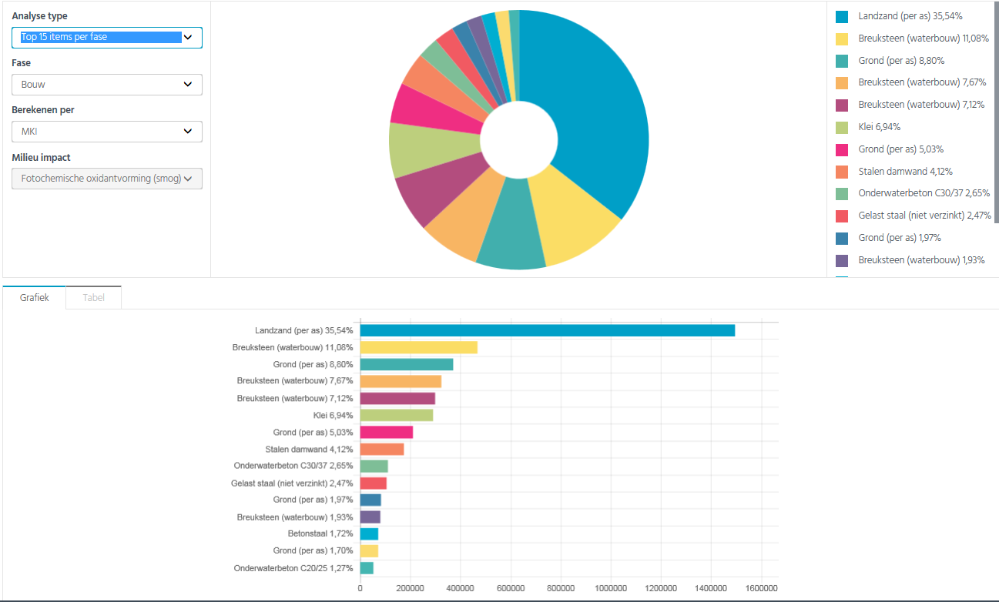 Analyse type
Top 15 items per fase
Fase
Bouw
Berekenen per
MKI
Milieu impact
Fotochemische oxidantvorming (smog)
Landzand (per as) 35,54%
Breuksteen (waterbouw) 11,08%
Grond (per as) 8,80%
Breuksteen (waterbouw) 7,67%
Breuksteen (waterbouw) 7,12%
Klei 6,94%
Grond (per as) 5,03%
Stalen damwand 4,12%
Onderwaterbeton C30/37 2,65%
Gelast staal (niet verzinkt) 2,47%
Grond (per as) 1,97%
Breuksteen (waterbouw) 1,93%
Grafiek
Tabel
Landzand (per as) 35,54%
Breuksteen (waterbouw) 11,08%
Grond (per as) 8,80%
Breuksteen (waterbouw) 7,67%
Breuksteen (waterbouw) 7,12%
Klei 6,94%
Grond (per as) 5,03%
Stalen damwand 4,12%
Onderwaterbeton C30/37 2,65%
Gelast staal (niet verzinkt) 2,47%
Grond (per as) 1,97%
Breuksteen (waterbouw) 1,93%
Betonstaal 1,72%
Grond (per as) 1,70%
Onderwaterbeton C20/25 1,27%
0 200000 400000 600000 800000 1000000 1200000 1400000 1600000